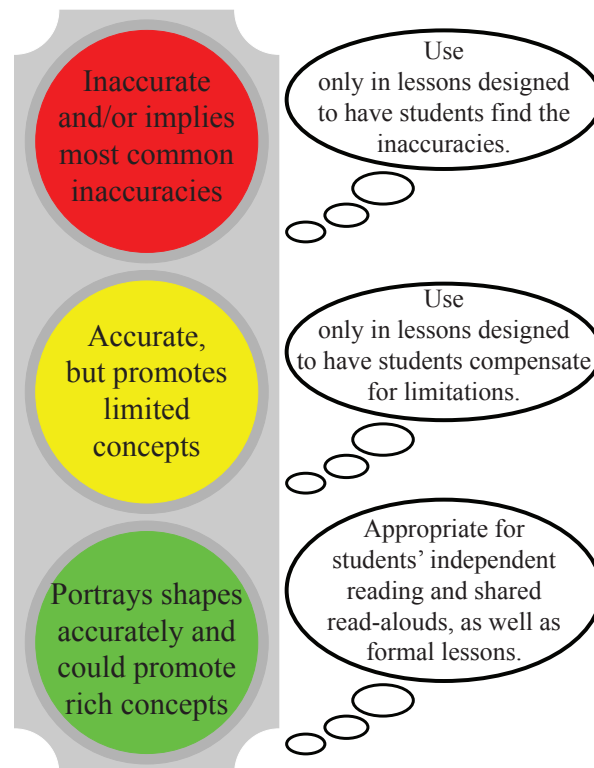 Inaccurate
and/or implies
most common
inaccuracies
Use
only in lessons designed
to have students find the
inaccuracies.
Accurate,
but promotes
limited
concepts
Use
only in lessons designed
to have students compensate
for limitations.
Portrays shapes
accurately and
could promote
rich concepts
Appropriate for
students’ independent
reading and shared
read-alouds, as well as
formal lessons.